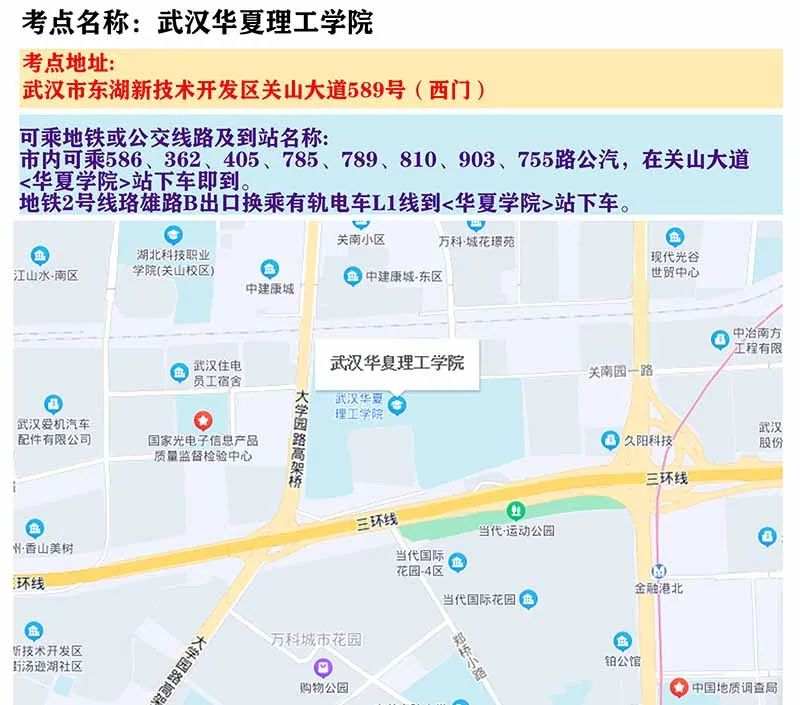 考点名称：武汉华夏理工学院
考点地址:
武汉市东湖新技术开发区关山大道589号（西门）
可乘地铁或公交线路及到站名称:
市内可乘586、362、405、785、789、810、903、755路公汽，在关山大道
<华夏学院>站下车即到。
地铁2号线珞雄路B出口换乘有轨电车L1线到<华夏学院>站下车。
湖北科技职业
学院(关山校区)
关南小区
万科·城花璟苑
现代光谷
世贸中心
江山水·南区
中建康城
中建康城-东区
中冶南方
工程有限
武汉华夏理工学院
武汉住电
员工宿舍
关南园一路
武汉华夏
理工学院
武汉爱机汽车
配件有限公司
国家光电子信息产品
质量监督检验中心
大学园路高架桥
久阳科技
武汉
股份
三环线
三环线
当代·运动公园
州·香山美树
当代国际
花园-4区
环线
金融港北
当代国际花园
新技术开发区
街汤逊湖社区
大学园路高架
万科城市花园
郑桥小路
铂公馆
购物公园
中国地质调查局